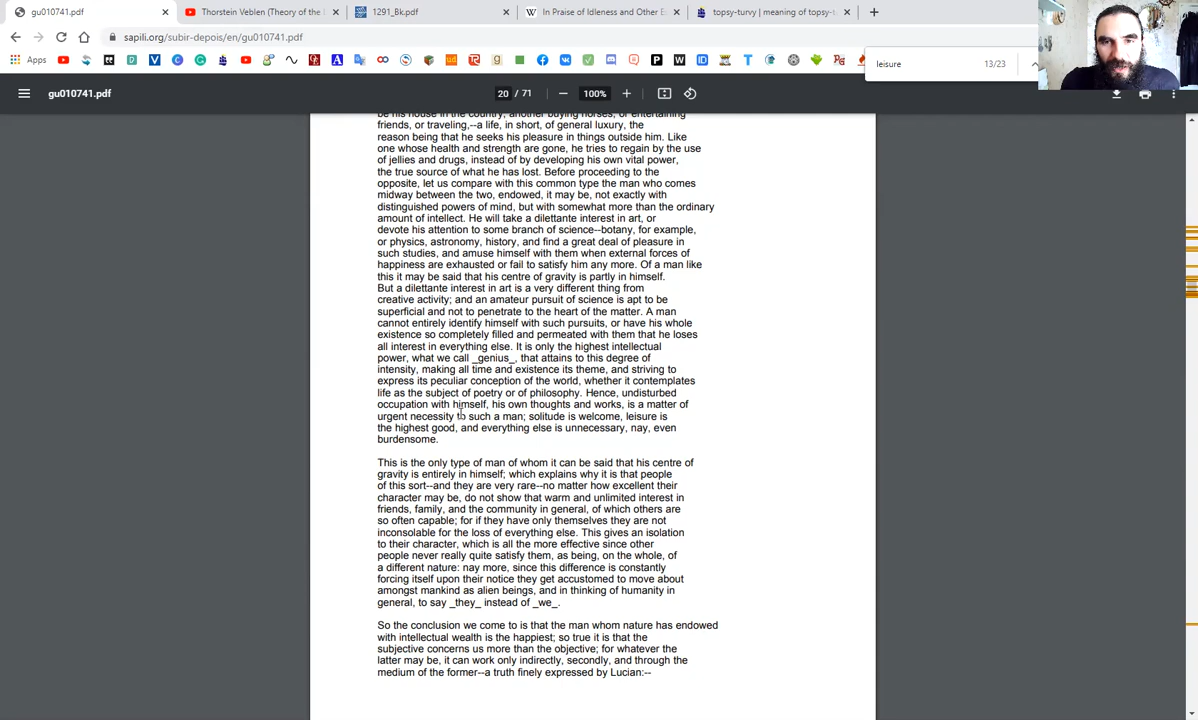 gu010741.pdf
Thorstein Veblen (Theory of the
1291_Bk.pdf
In Praise of Idleness and Other E
topsy-turvy | meaning of topsy-
sapili.org/subir-depois/en/gu010741.pdf
Apps
leisure 13/23
gu010741.pdf
20 / 71
100%
be his house in the country, another buying horses, or entertaining
friends, or traveling,--a life, in short, of general luxury, the
reason being that he seeks his pleasure in things outside him. Like
one whose health and strength are gone, he tries to regain by the use
of jellies and drugs, instead of by developing his own vital power,
the true source of what he has lost. Before proceeding to the
opposite, let us compare with this common type the man who comes
midway between the two, endowed, it may be, not exactly with
distinguished powers of mind, but with somewhat more than the ordinary
amount of intellect. He will take a dilettante interest in art, or
devote his attention to some branch of science--botany, for example,
or physics, astronomy, history, and find a great deal of pleasure in
such studies, and amuse himself with them when external forces of
happiness are exhausted or fail to satisfy him any more. Of a man like
this it may be said that his centre of gravity is partly in himself.
But a dilettante interest in art is a very different thing from
creative activity; and an amateur pursuit of science is apt to be
superficial and not to penetrate to the heart of the matter. A man
cannot entirely identify himself with such pursuits, or have his whole
existence so completely filled and permeated with them that he loses
all interest in everything else. It is only the highest intellectual
power, what we call _genius_, that attains to this degree of
intensity, making all time and existence its theme, and striving to
express its peculiar conception of the world, whether it contemplates
life as the subject of poetry or of philosophy. Hence, undisturbed
occupation with himself, his own thoughts and works, is a matter of
urgent necessity to such a man; solitude is welcome, leisure is
the highest good, and everything else is unnecessary, nay, even
burdensome.
This is the only type of man of whom it can be said that his centre of
gravity is entirely in himself; which explains why it is that people
of this sort--and they are very rare--no matter how excellent their
character may be, do not show that warm and unlimited interest in
friends, family, and the community in general, of which others are
so often capable; for if they have only themselves they are not
inconsolable for the loss of everything else. This gives an isolation
to their character, which is all the more effective since other
people never really quite satisfy them, as being, on the whole, of
a different nature: nay more, since this difference is constantly
forcing itself upon their notice they get accustomed to move about
amongst mankind as alien beings, and in thinking of humanity in
general, to say _they_ instead of _we_.
So the conclusion we come to is that the man whom nature has endowed
with intellectual wealth is the happiest; so true it is that the
subjective concerns us more than the objective; for whatever the
latter may be, it can work only indirectly, secondly, and through the
medium of the former--a truth finely expressed by Lucian:--